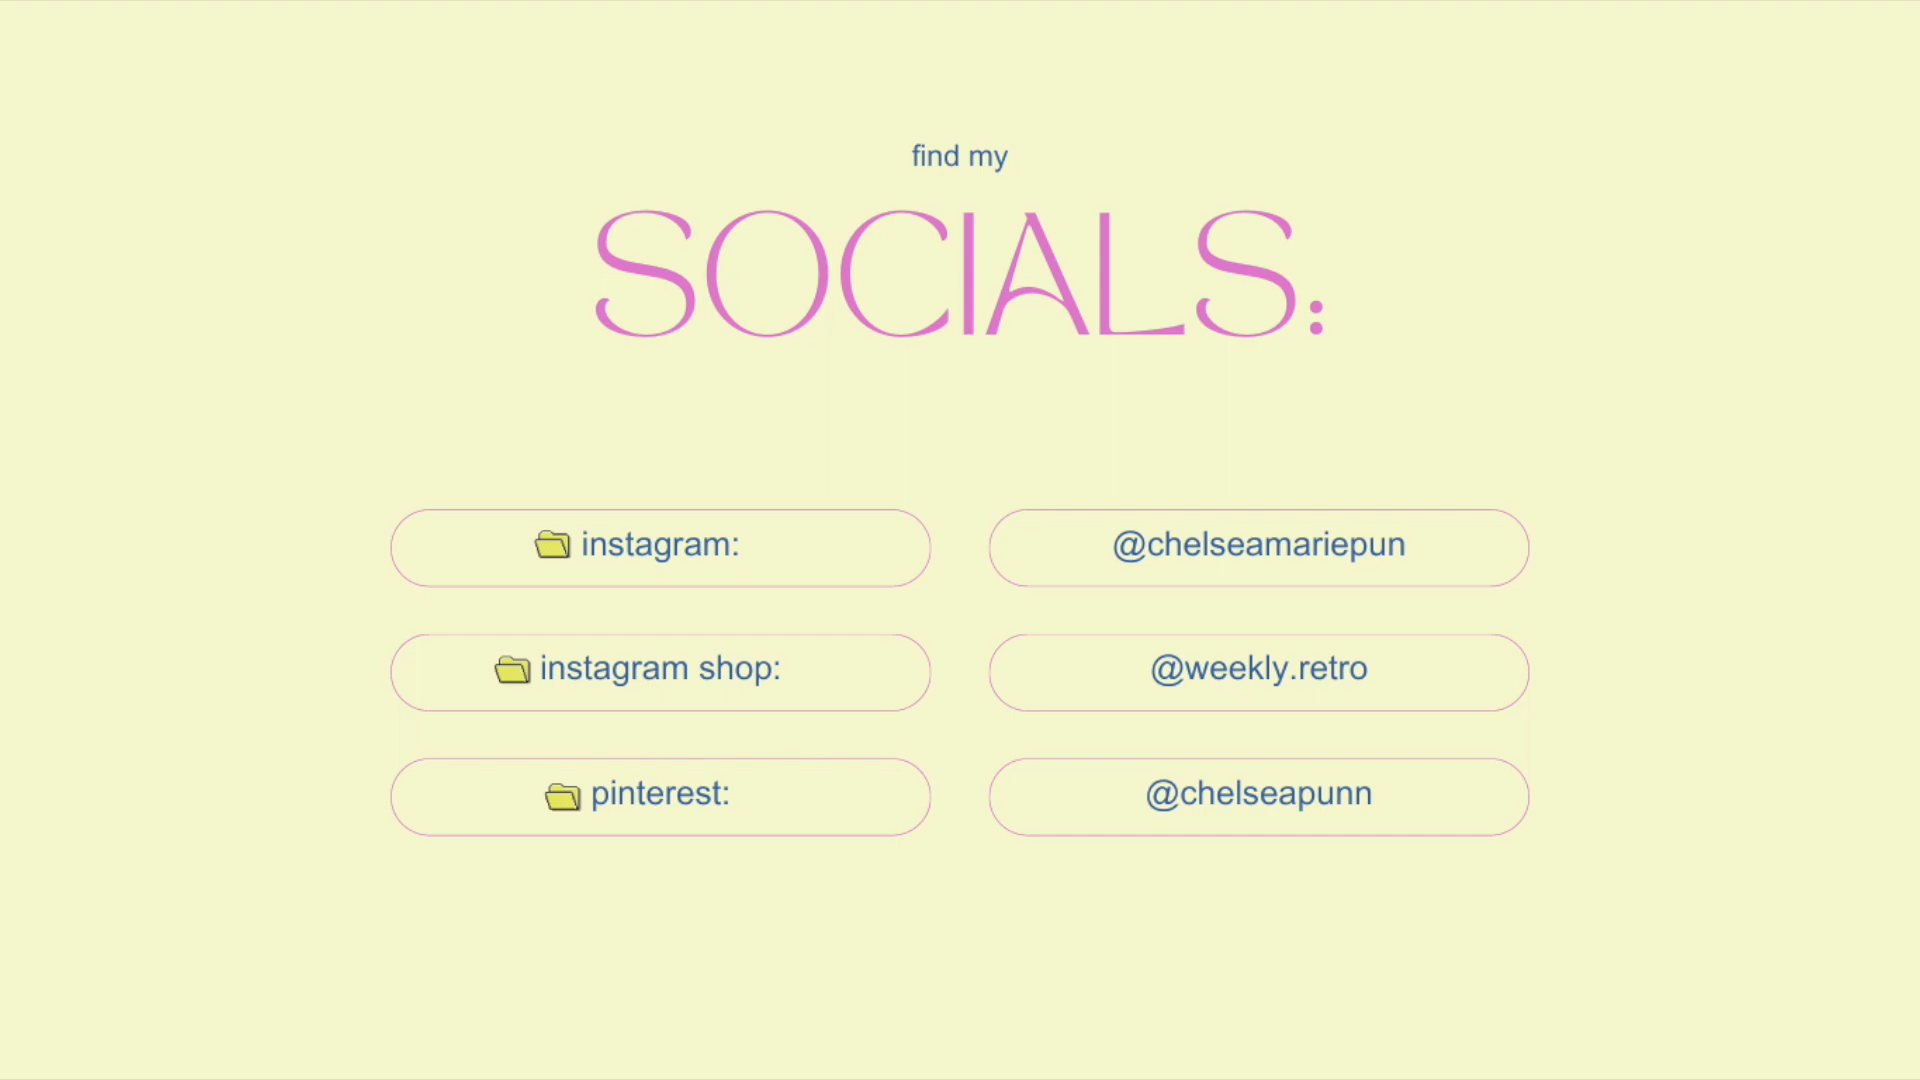 find my
SOCIALS:
instagram: @chelseamariepun
instagram shop: @weekly.retro
pinterest: @chelseapunn